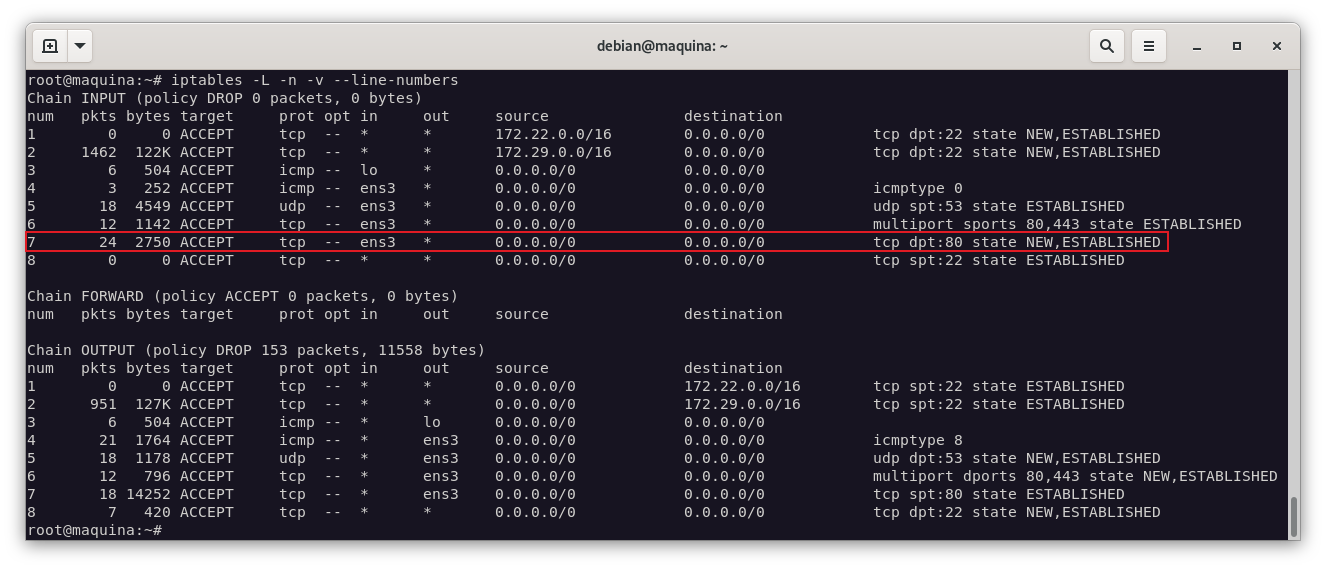 debian@maquina: ~
root@maquina:~# iptables -L -n -v --line-numbers
Chain INPUT (policy DROP 0 packets, 0 bytes)
num   pkts bytes target     prot opt in     out     source               destination
1        0     0 ACCEPT     tcp  --  *      *       172.22.0.0/16        0.0.0.0/0            tcp dpt:22 state NEW,ESTABLISHED
2     1462  122K ACCEPT     tcp  --  *      *       172.29.0.0/16        0.0.0.0/0            tcp dpt:22 state NEW,ESTABLISHED
3        6   504 ACCEPT     icmp --  lo     *       0.0.0.0/0            0.0.0.0/0
4        3   252 ACCEPT     icmp --  ens3   *       0.0.0.0/0            0.0.0.0/0            icmptype 0
5       18  4549 ACCEPT     udp  --  ens3   *       0.0.0.0/0            0.0.0.0/0            udp spt:53 state ESTABLISHED
6       12  1142 ACCEPT     tcp  --  ens3   *       0.0.0.0/0            0.0.0.0/0            multiport sports 80,443 state ESTABLISHED
7       24  2750 ACCEPT     tcp  --  ens3   *       0.0.0.0/0            0.0.0.0/0            tcp dpt:80 state NEW,ESTABLISHED
8        0     0 ACCEPT     tcp  --  *      *       0.0.0.0/0            0.0.0.0/0            tcp spt:22 state ESTABLISHED

Chain FORWARD (policy ACCEPT 0 packets, 0 bytes)
num   pkts bytes target     prot opt in     out     source               destination

Chain OUTPUT (policy DROP 153 packets, 11558 bytes)
num   pkts bytes target     prot opt in     out     source               destination
1        0     0 ACCEPT     tcp  --  *      *       0.0.0.0/0            172.22.0.0/16        tcp spt:22 state ESTABLISHED
2      951  127K ACCEPT     tcp  --  *      *       0.0.0.0/0            172.29.0.0/16        tcp spt:22 state ESTABLISHED
3        6   504 ACCEPT     icmp --  *      lo      0.0.0.0/0            0.0.0.0/0
4       21  1764 ACCEPT     icmp --  *      ens3    0.0.0.0/0            0.0.0.0/0            icmptype 8
5       18  1178 ACCEPT     udp  --  *      ens3    0.0.0.0/0            0.0.0.0/0            udp dpt:53 state NEW,ESTABLISHED
6       12   796 ACCEPT     tcp  --  *      ens3    0.0.0.0/0            0.0.0.0/0            multiport dports 80,443 state NEW,ESTABLISHED
7       18 14252 ACCEPT     tcp  --  *      ens3    0.0.0.0/0            0.0.0.0/0            tcp spt:80 state ESTABLISHED
8        7   420 ACCEPT     tcp  --  *      *       0.0.0.0/0            0.0.0.0/0            tcp dpt:22 state NEW,ESTABLISHED
root@maquina:~#